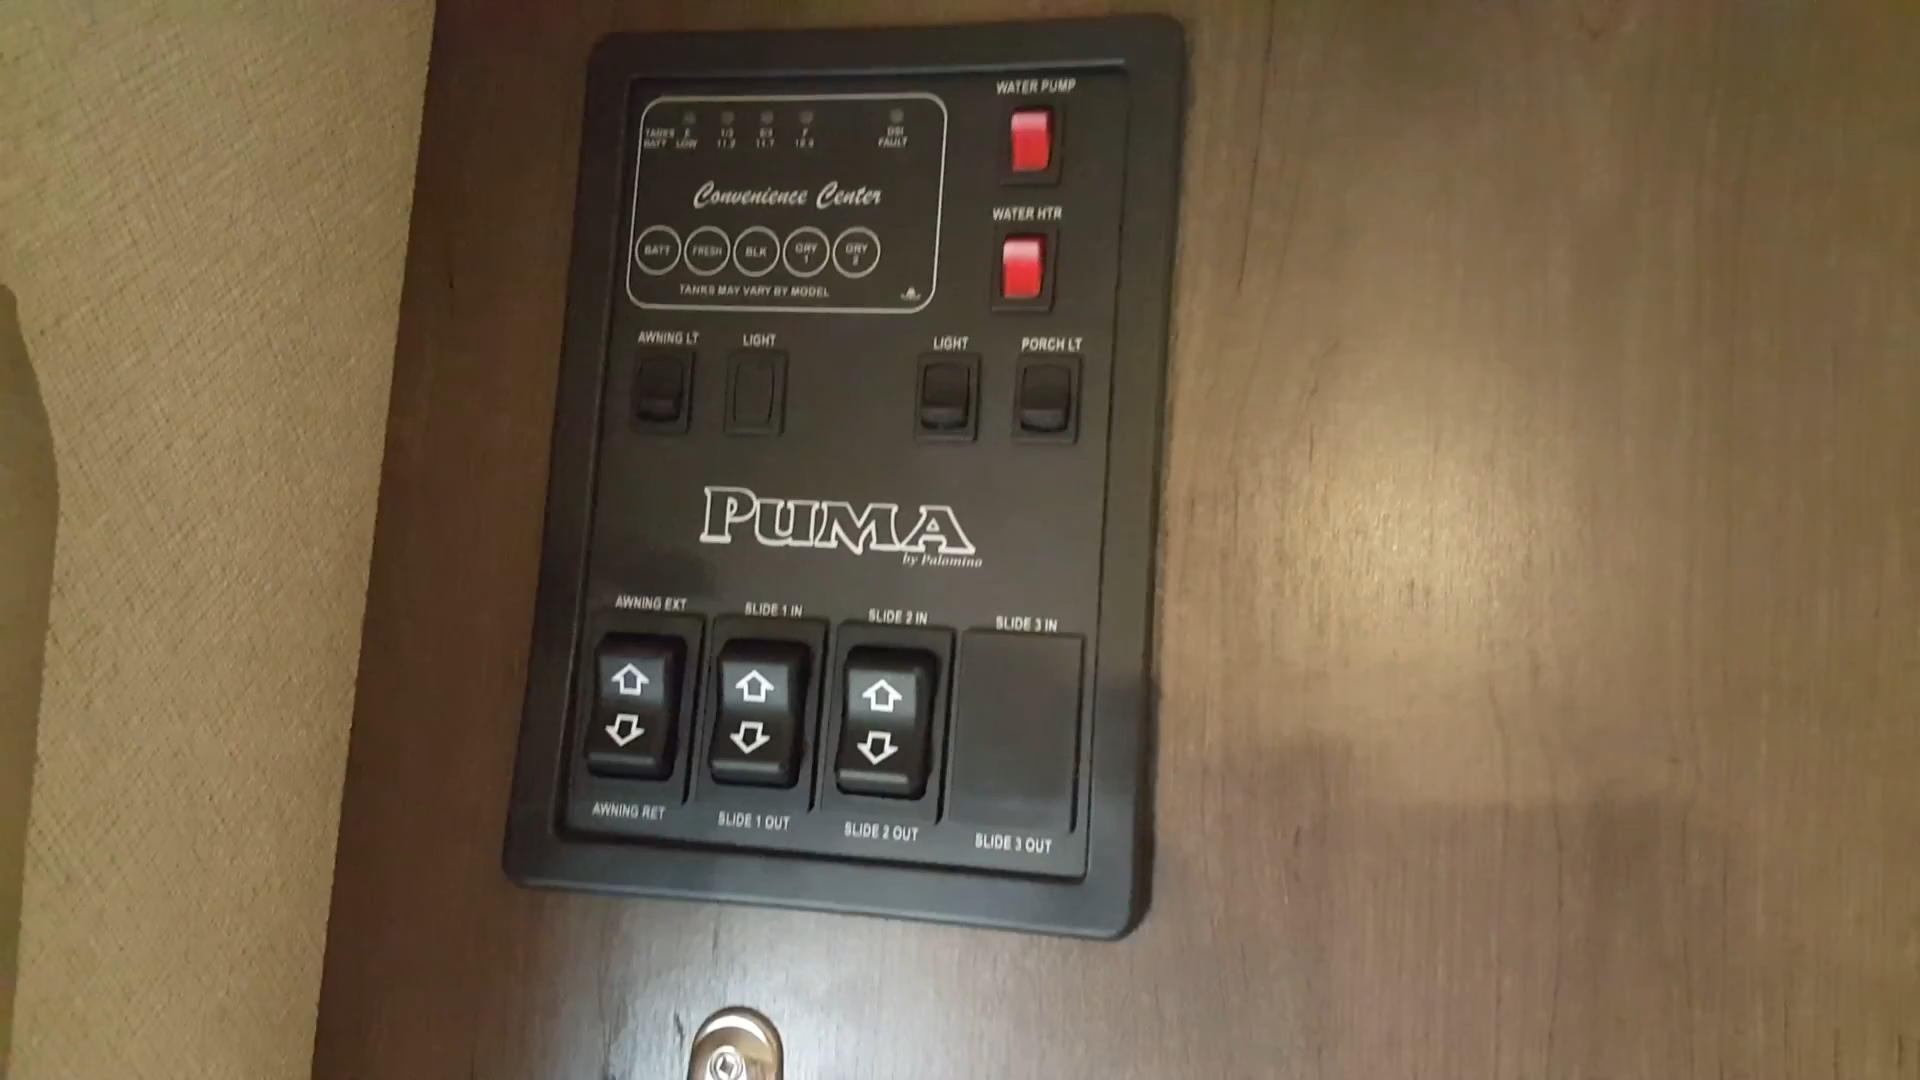 WATER PUMP
TANKS E 1/3 2/3 F DSI
BATT LOW 11.2 11.7 FAULT
Convenience Center
WATER HTR
BATT FRESH BLK GRY 1 GRY 2
TANKS MAY VARY BY MODEL
AWNING LT LIGHT LIGHT PORCH LT
PUMA
by Palomino
AWNING EXT SLIDE 1 IN SLIDE 2 IN SLIDE 3 IN
AWNING RET SLIDE 1 OUT SLIDE 2 OUT SLIDE 3 OUT